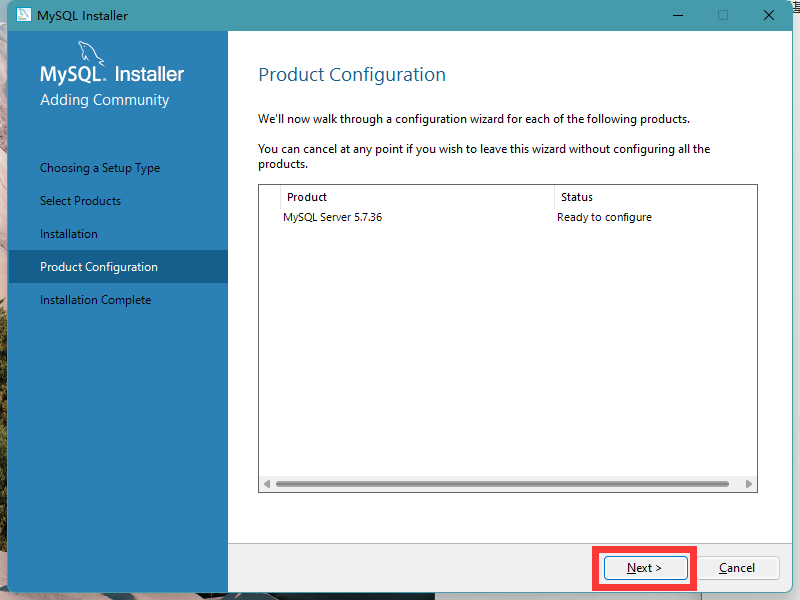 MySQL Installer
MySQL. Installer
Adding Community
Choosing a Setup Type
Select Products
Installation
Product Configuration
Installation Complete
Product Configuration
We'll now walk through a configuration wizard for each of the following products.
You can cancel at any point if you wish to leave this wizard without configuring all the
products.
Product Status
MySQL Server 5.7.36 Ready to configure
Next > Cancel